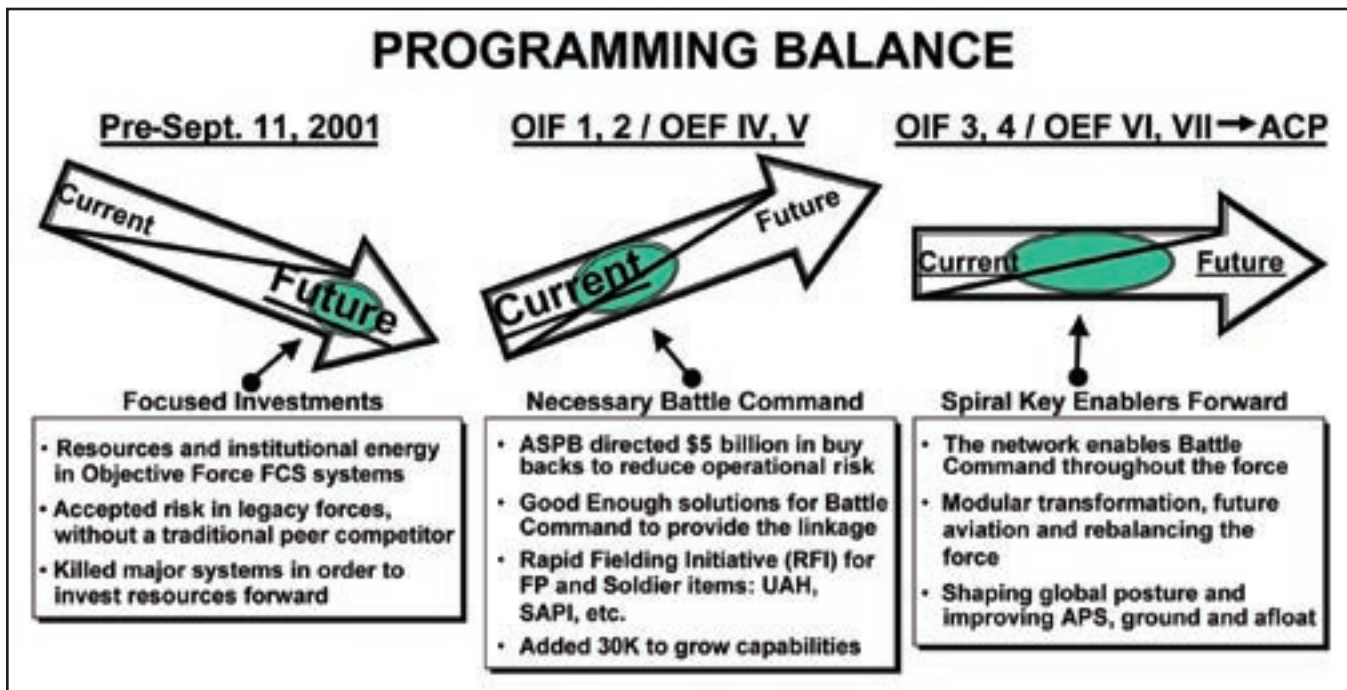 PROGRAMMING BALANCE
Pre-Sept. 11, 2001
Current
Future
Focused Investments
• Resources and institutional energy
in Objective Force FCS systems
• Accepted risk in legacy forces,
without a traditional peer competitor
• Killed major systems in order to
invest resources forward
OIF 1, 2 / OEF IV, V
Current
Future
Necessary Battle Command
• ASPB directed $5 billion in buy
backs to reduce operational risk
• Good Enough solutions for Battle
Command to provide the linkage
• Rapid Fielding Initiative (RFI) for
FP and Soldier items: UAH,
SAPI, etc.
• Added 30K to grow capabilities
OIF 3, 4 / OEF VI, VII → ACP
Current
Future
Spiral Key Enablers Forward
• The network enables Battle
Command throughout the force
• Modular transformation, future
aviation and rebalancing the
force
• Shaping global posture and
improving APS, ground and afloat